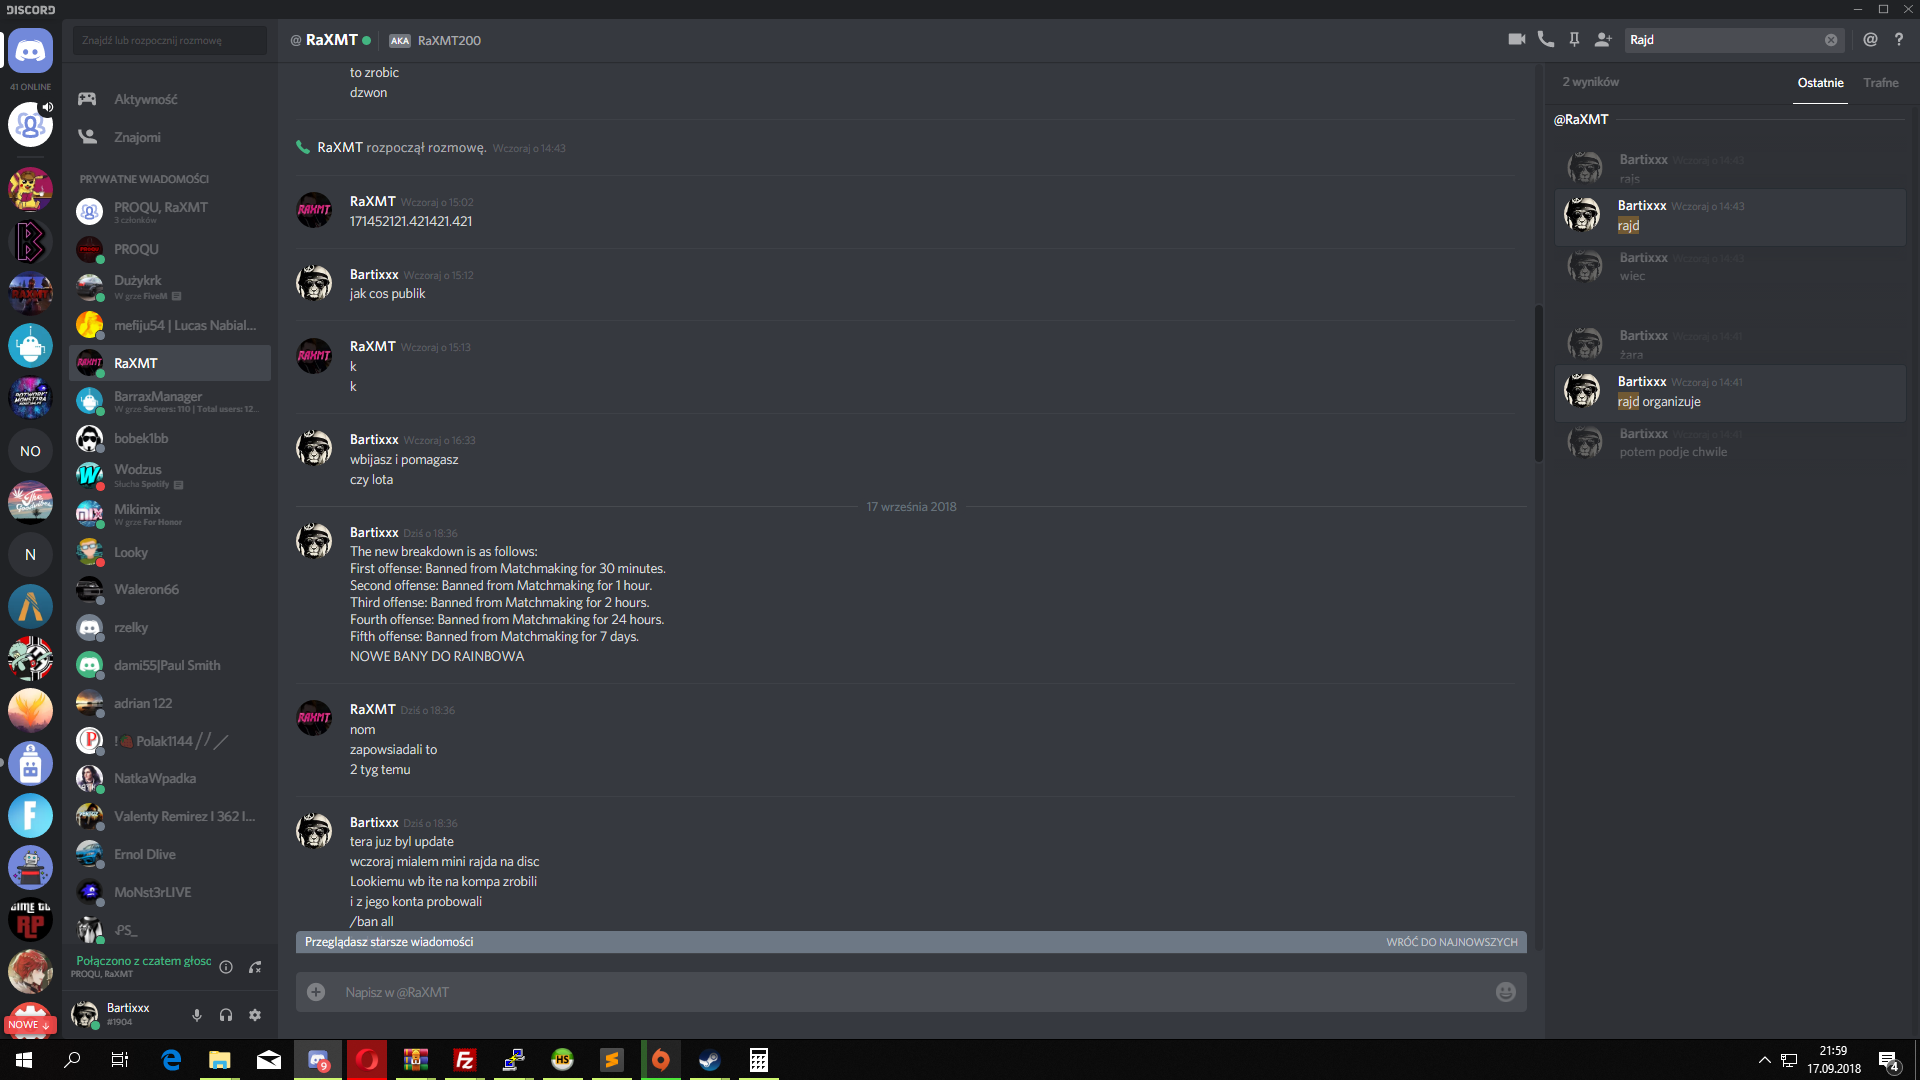 DISCORD
41 ONLINE
NO
N
NOWE ↓
Znajdź lub rozpocznij rozmowę
Aktywność
Znajomi
PRYWATNE WIADOMOŚCI
PROQU, RaXMT
3 członków
PROQU
Dużykrk
W grze FiveM
mefiju54 | Lucas Nabial...
RaXMT
BarraxManager
W grze Servers: 110 | Total users: 12...
bobek1bb
Wodzus
Słucha Spotify
Mikimix
W grze For Honor
Looky
Waleron66
rzelky
dami55|Paul Smith
adrian 122
! Polak1144 // ／
NatkaWpadka
Valenty Remirez I 362 I...
Ernol Dlive
MoNst3rLIVE
Połączono z czatem głosc
PROQU, RaXMT
Bartixxx
#1904
@ RaXMT AKA RaXMT200
to zrobic
dzwon
RaXMT rozpoczął rozmowę. Wczoraj o 14:43
RaXMT Wczoraj o 15:02
171452121.421421.421
Bartixxx Wczoraj o 15:12
jak cos publik
RaXMT Wczoraj o 15:13
k
k
Bartixxx Wczoraj o 16:33
wbijasz i pomagasz
czy lota
17 września 2018
Bartixxx Dziś o 18:36
The new breakdown is as follows:
First offense: Banned from Matchmaking for 30 minutes.
Second offense: Banned from Matchmaking for 1 hour.
Third offense: Banned from Matchmaking for 2 hours.
Fourth offense: Banned from Matchmaking for 24 hours.
Fifth offense: Banned from Matchmaking for 7 days.
NOWE BANY DO RAINBOWA
RaXMT Dziś o 18:36
nom
zapowsiadali to
2 tyg temu
Bartixxx Dziś o 18:36
tera juz byl update
wczoraj mialem mini rajda na disc
Lookiemu wb ite na kompa zrobili
i z jego konta probowali
/ban all
Przeglądasz starsze wiadomości WRÓĆ DO NAJNOWSZYCH
Napisz w @RaXMT
Rajd
2 wyników Ostatnie Trafne
@RaXMT
Bartixxx Wczoraj o 14:43
rajs
Bartixxx Wczoraj o 14:43
rajd
Bartixxx Wczoraj o 14:43
wiec
Bartixxx Wczoraj o 14:41
żara
Bartixxx Wczoraj o 14:41
rajd organizuje
Bartixxx Wczoraj o 14:41
potem podje chwile
21:59
17.09.2018
4